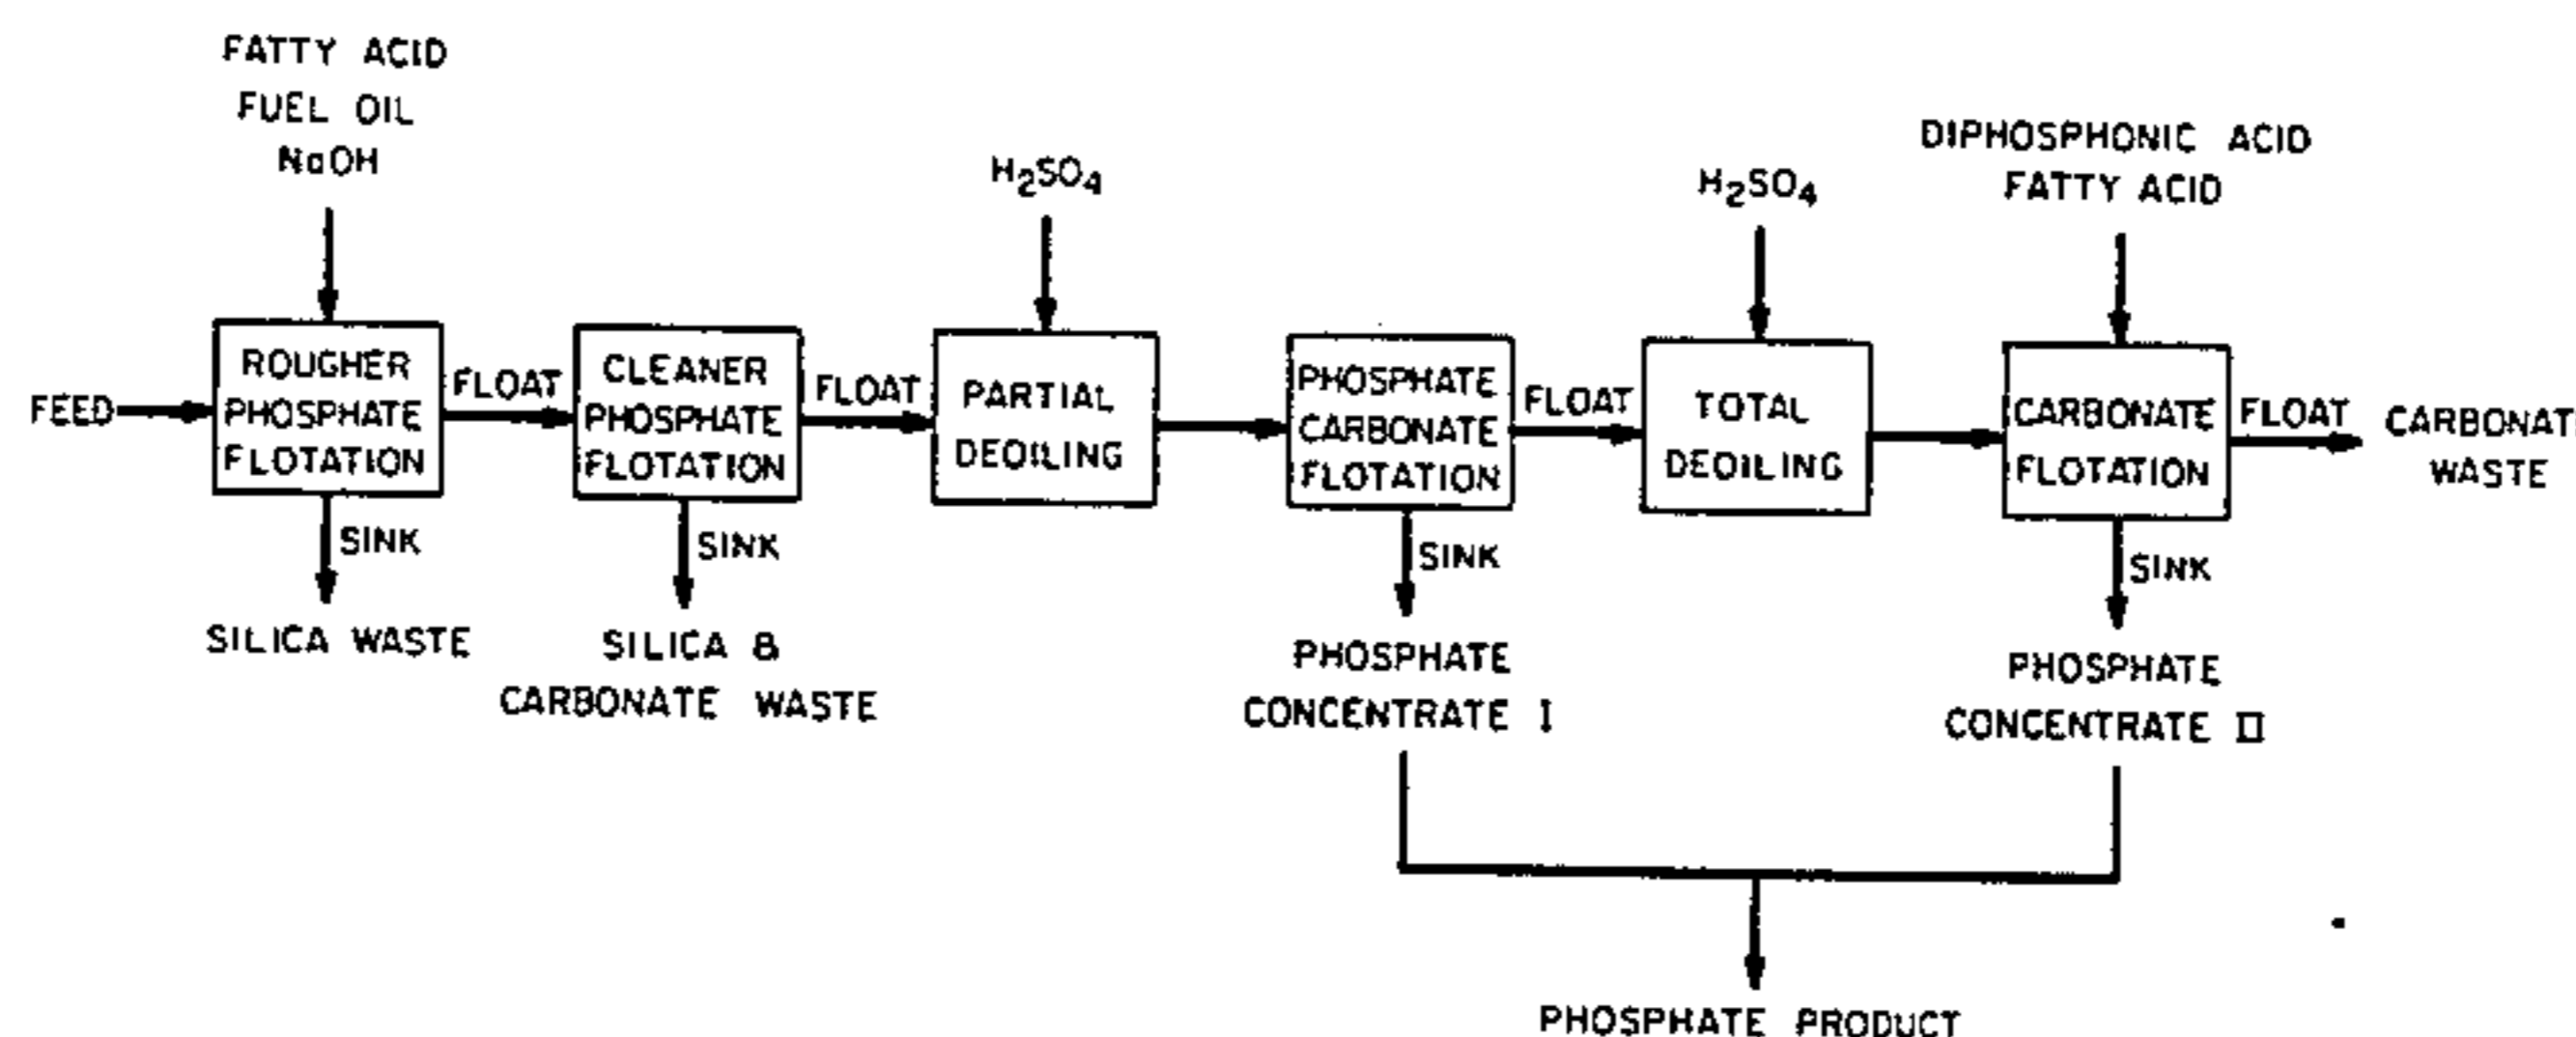 FATTY ACID
FUEL OIL
NaOH
H₂SO₄
H₂SO₄
DIPHOSPHONIC ACID
FATTY ACID
FEED
ROUGHER
PHOSPHATE
FLOTATION
FLOAT
CLEANER
PHOSPHATE
FLOTATION
FLOAT
PARTIAL
DEOILING
PHOSPHATE
CARBONATE
FLOTATION
FLOAT
TOTAL
DEOILING
CARBONATE
FLOTATION
FLOAT
CARBONAT
WASTE
SINK
SINK
SINK
SINK
SILICA WASTE
SILICA &
CARBONATE WASTE
PHOSPHATE
CONCENTRATE I
PHOSPHATE
CONCENTRATE II
PHOSPHATE PRODUCT